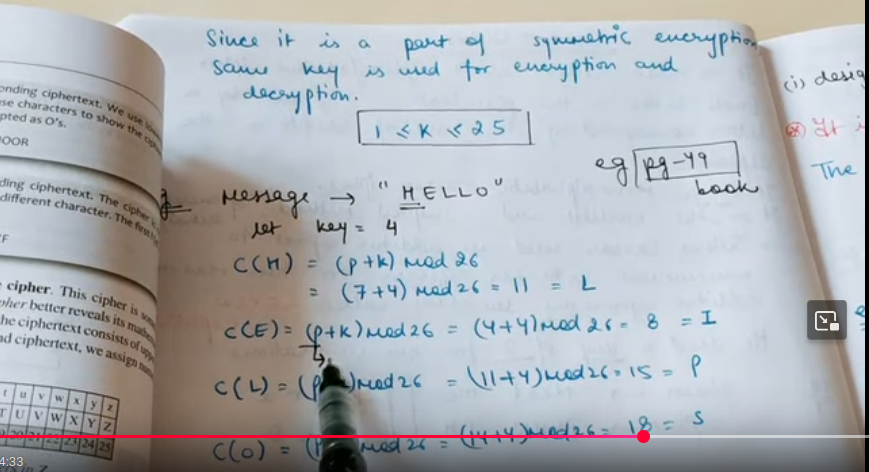 Since it is a part of symmetric encryption
same key is used for encryption and
decryption.
1 ≤ K ≤ 25
eg pg-49
book
Message → "HELLO"
let key = 4
C(H) = (P+K) mod 26
= (7+4) mod 26 = 11 = L
C(E) = (P+K) mod 26 = (4+4) mod 26 = 8 = I
C(L) = (P mod 26 = (11+4) mod 26 = 15 = P
C(O) = mod 26 = (14+4) mod 26 = 18 = S
onding ciphertext. We use
se characters to show the
pted as O's.
OOR
ding ciphertext. The cipher
different character. The first
F
cipher. This cipher is
pher better reveals its
he ciphertext consists of
nd ciphertext, we assign
t u v w x y z
T U V W X Y Z
22 23 24 25
(i) desig
It i
The
4:33